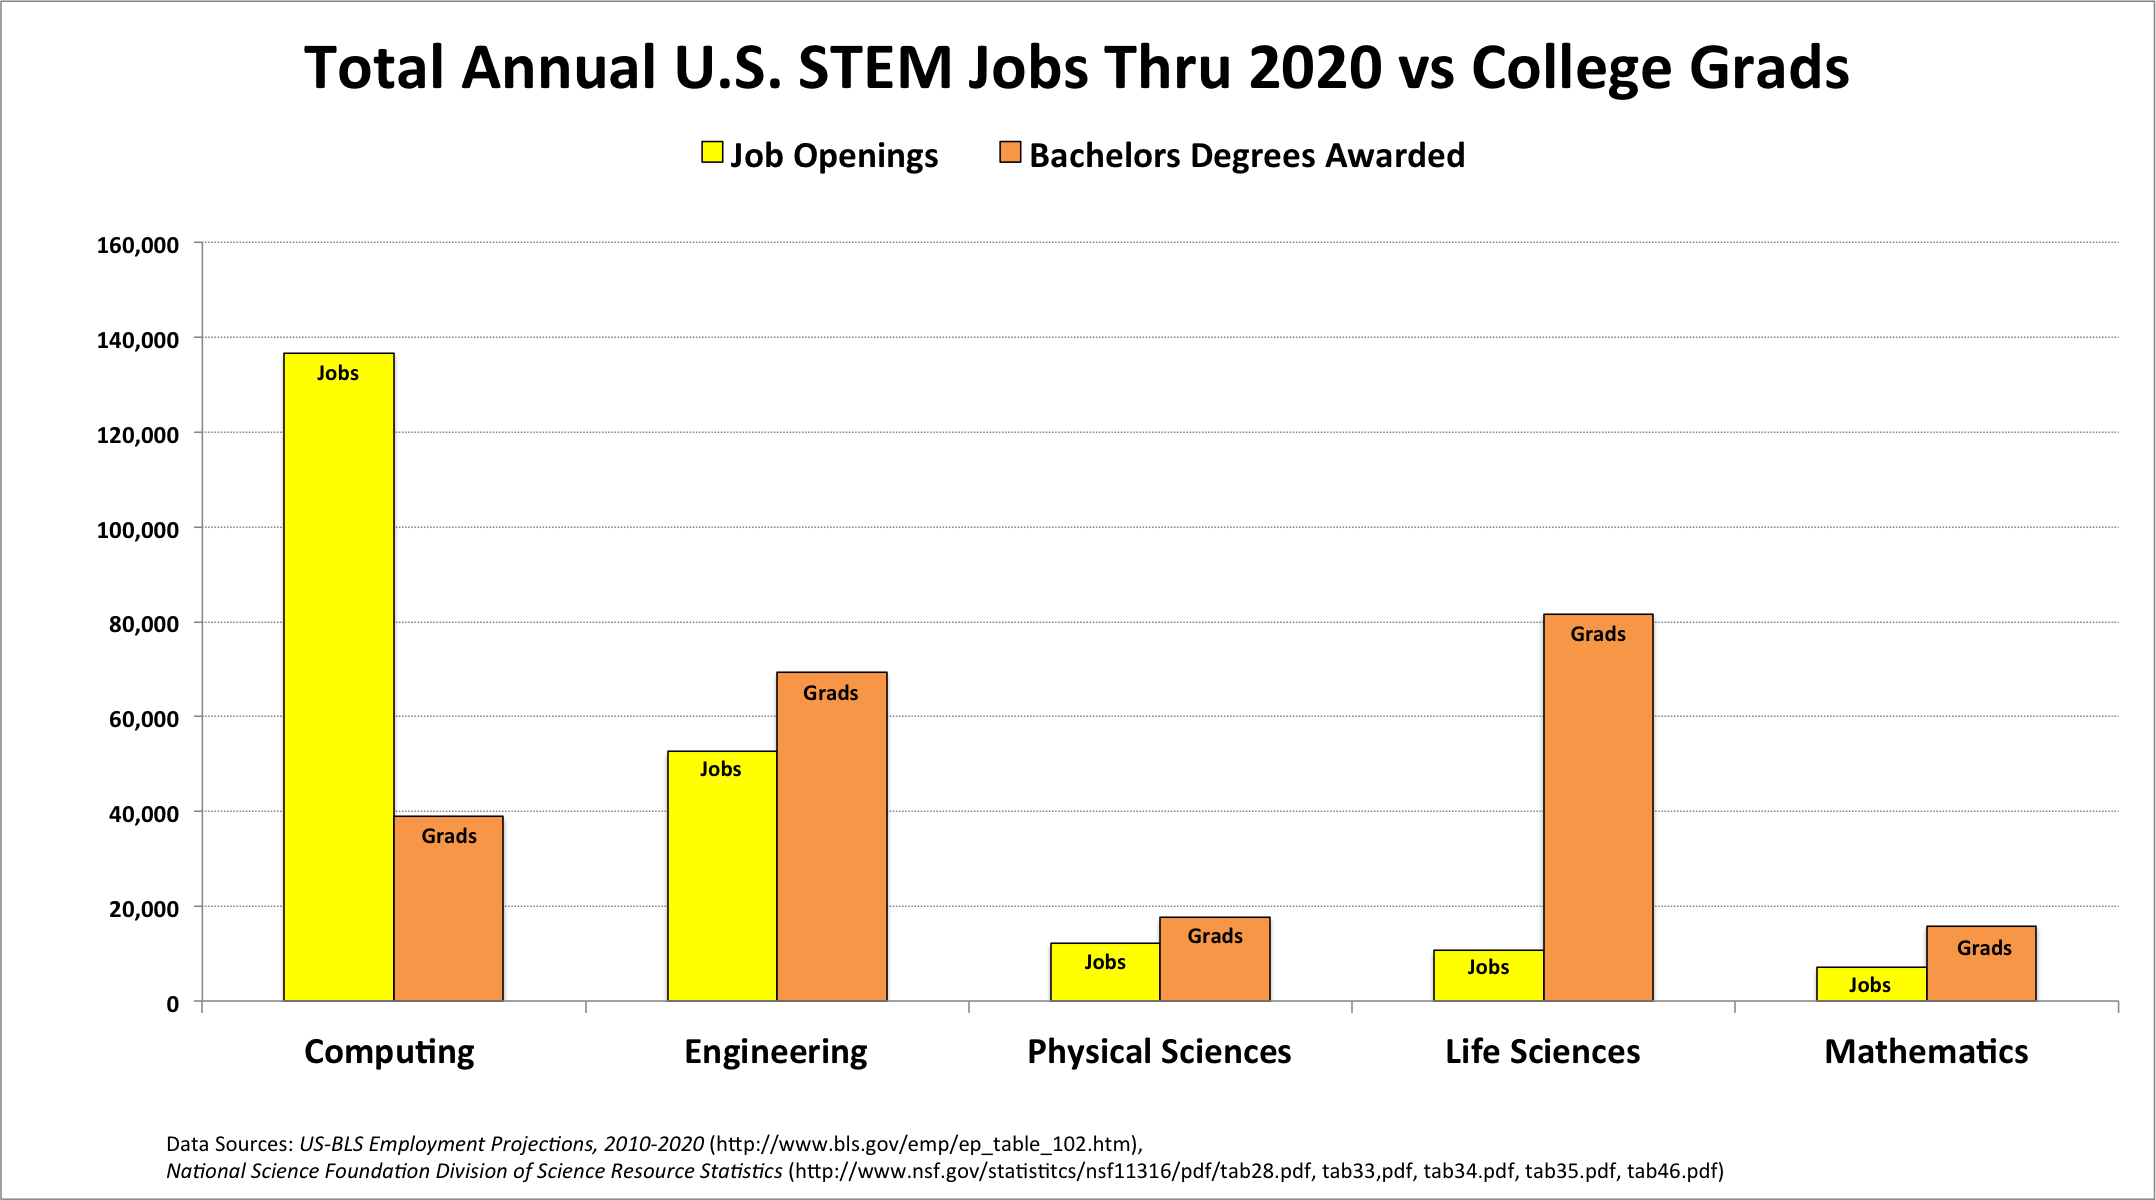 Total Annual U.S. STEM Jobs Thru 2020 vs College Grads
Job Openings Bachelors Degrees Awarded
160,000
140,000
Jobs
120,000
100,000
80,000
Grads
60,000
Grads
Jobs
40,000
Grads
20,000
Grads
Jobs
Jobs
Grads
Jobs
0
Computing Engineering Physical Sciences Life Sciences Mathematics
Data Sources: US-BLS Employment Projections, 2010-2020 (http://www.bls.gov/emp/ep_table_102.htm),
National Science Foundation Division of Science Resource Statistics (http://www.nsf.gov/statistitcs/nsf11316/pdf/tab28.pdf, tab33,pdf, tab34.pdf, tab35.pdf, tab46.pdf)